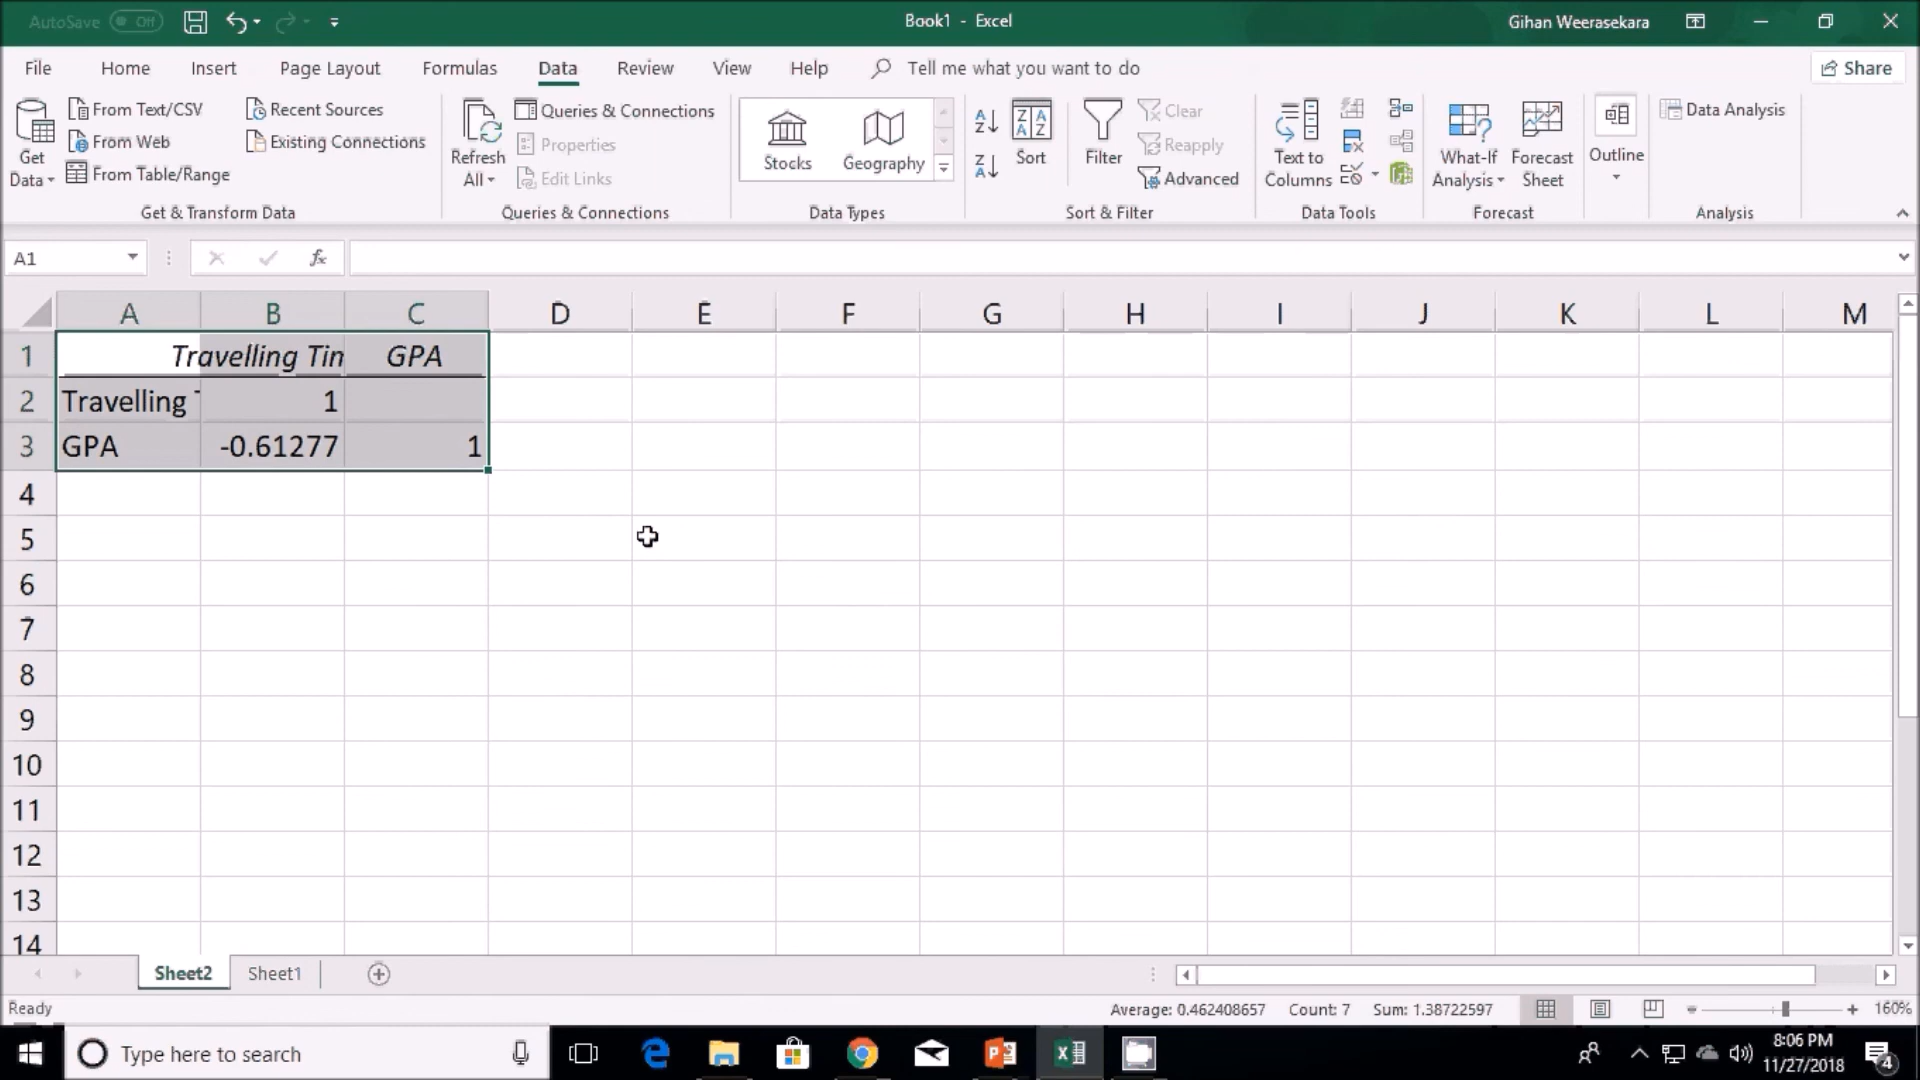 AutoSave Off
Book1 - Excel
Gihan Weerasekara
File Home Insert Page Layout Formulas Data Review View Help Tell me what you want to do Share
Get Data
From Text/CSV
From Web
From Table/Range
Recent Sources
Existing Connections
Get & Transform Data
Refresh All
Queries & Connections
Properties
Edit Links
Queries & Connections
Stocks
Geography
Data Types
Sort
Filter
Clear
Reapply
Advanced
Sort & Filter
Text to Columns
Data Tools
What-If Analysis
Forecast Sheet
Forecast
Outline
Data Analysis
Analysis
A1
fx
A B C D E F G H I J K L M
1 Travelling Tim GPA
2 Travelling 1
3 GPA -0.61277 1
4
5
6
7
8
9
10
11
12
13
14
Sheet2 Sheet1
Ready
Average: 0.462408657 Count: 7 Sum: 1.38722597
160%
Type here to search
8:06 PM
11/27/2018
4